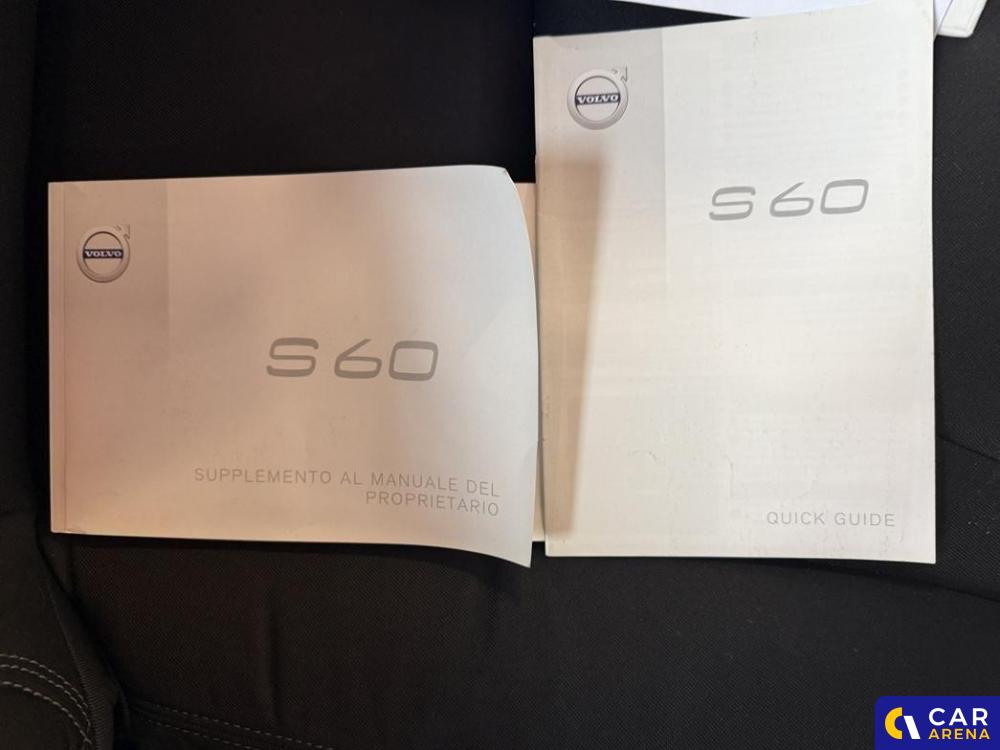 VOLVO
S60
SUPPLEMENTO AL MANUALE DEL
PROPRIETARIO
VOLVO
S60
QUICK GUIDE
CAR
ARENA